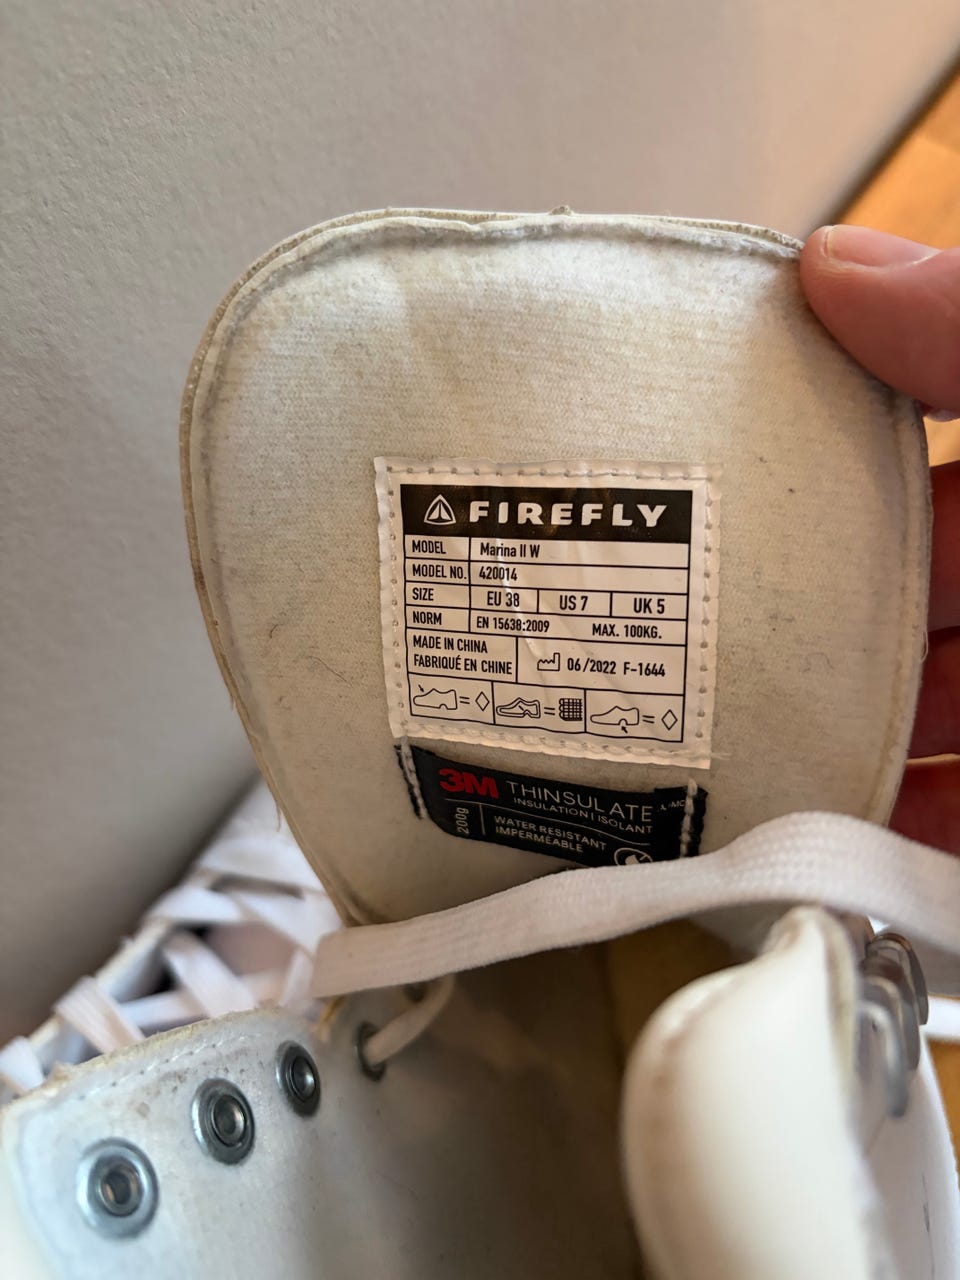 FIREFLY
MODEL Marina II W
MODEL NO. 420014
SIZE EU 38 US 7 UK 5
NORM EN 15638:2009 MAX. 100KG.
MADE IN CHINA
FABRIQUÉ EN CHINE
06/2022 F-1644
3M THINSULATE
INSULATION | ISOLANT
200g
WATER RESISTANT
IMPERMÉABLE